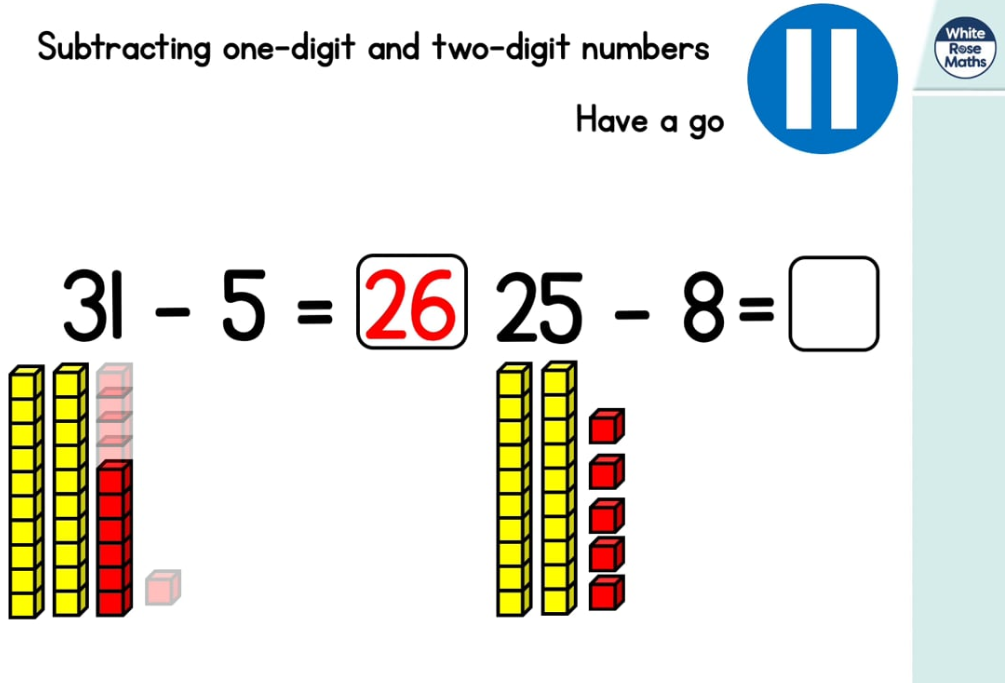 Subtracting one-digit and two-digit numbers
White
Rose
Maths
Have a go
31 - 5 = 26
25 - 8 =